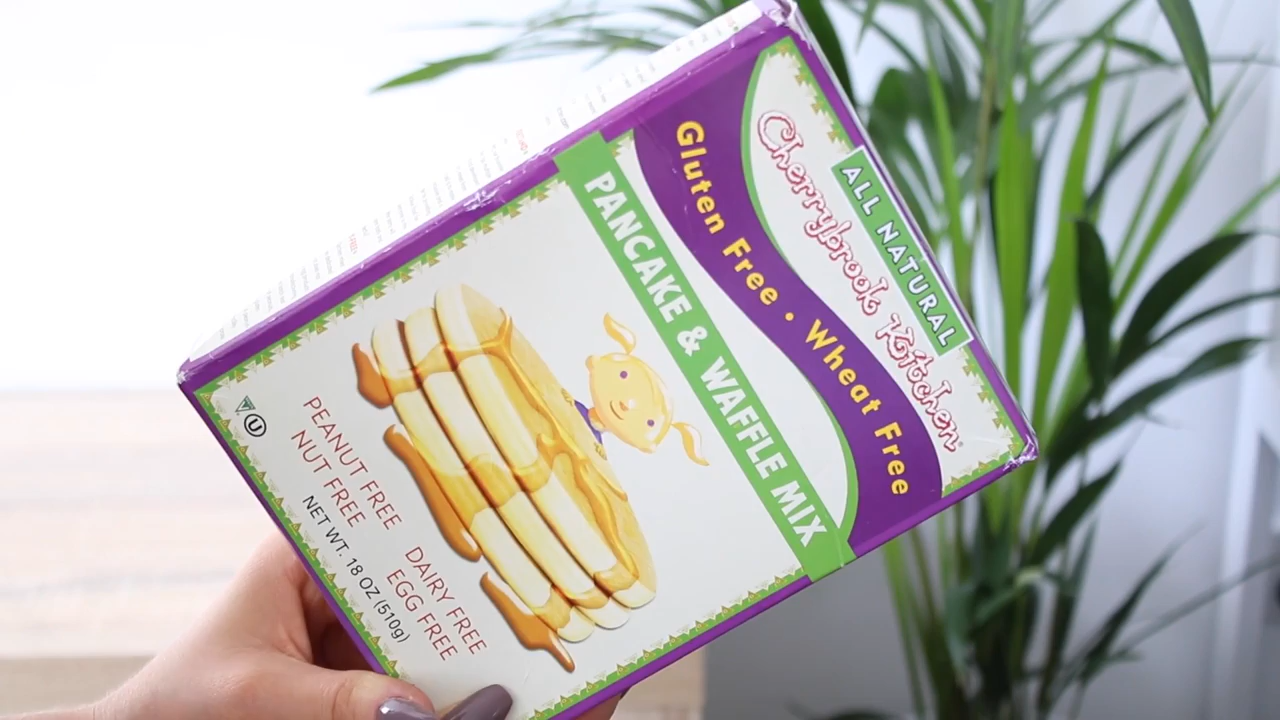 ALL NATURAL
Cherrybrook Kitchen
Gluten Free • Wheat Free
PANCAKE & WAFFLE MIX
PEANUT FREE
NUT FREE
DAIRY FREE
EGG FREE
NET WT. 18 OZ (510g)
U